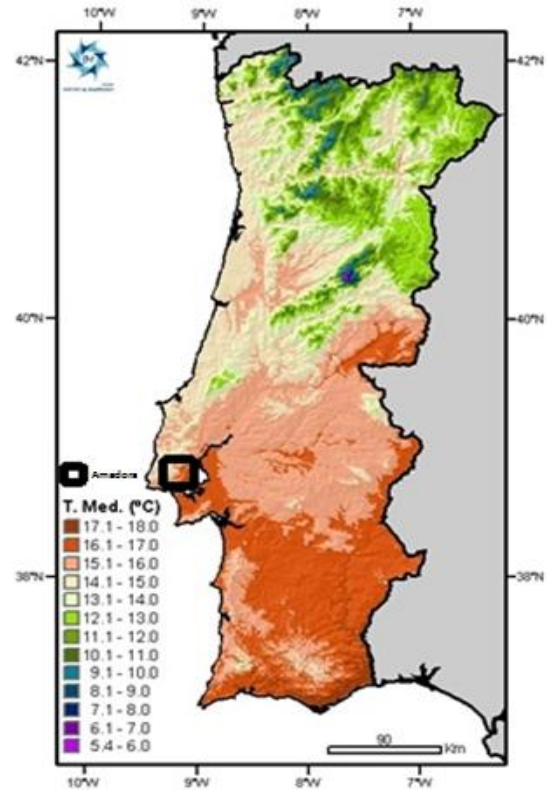 10°W 9°W 8°W 7°W
42°N 42°N
40°N 40°N
Amadora
T. Med. (°C)
17.1 - 18.0
16.1 - 17.0
15.1 - 16.0
14.1 - 15.0
13.1 - 14.0
38°N 38°N
12.1 - 13.0
11.1 - 12.0
10.1 - 11.0
9.1 - 10.0
8.1 - 9.0
7.1 - 8.0
6.1 - 7.0
5.4 - 6.0
90
Km
10°W 9°W 8°W 7°W